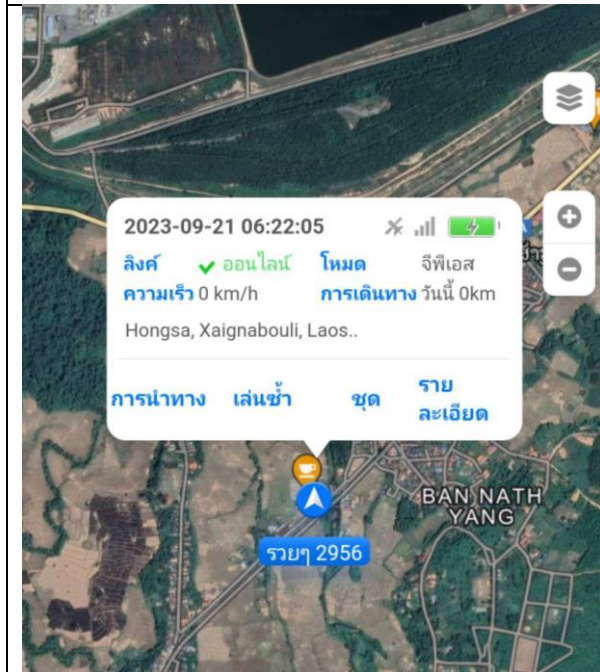 2023-09-21 06:22:05
ลิงค์ ออนไลน์ โหมด จีพีเอส
ความเร็ว 0 km/h การเดินทาง วันนี้ 0km
Hongsa, Xaignabouli, Laos..
การนำทาง เล่นซ้ำ ชุด ราย
ละเอียด
BAN NATH
YANG
รวยๆ 2956